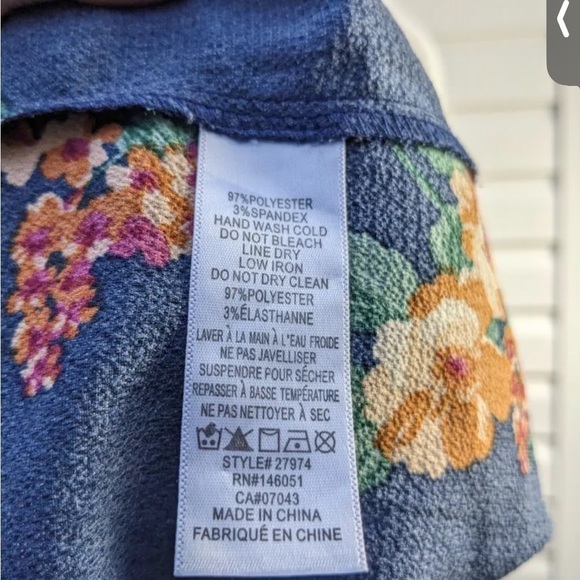 97%POLYESTER
3%SPANDEX
HAND WASH COLD
DO NOT BLEACH
LINE DRY
LOW IRON
DO NOT DRY CLEAN
97%POLYESTER
3%ÉLASTHANNE
LAVER À LA MAIN À L'EAU FROIDE
NE PAS JAVELLISER
SUSPENDRE POUR SÉCHER
REPASSER À BASSE TEMPÉRATURE
NE PAS NETTOYER À SEC
STYLE# 27974
RN#146051
CA#07043
MADE IN CHINA
FABRIQUÉ EN CHINE